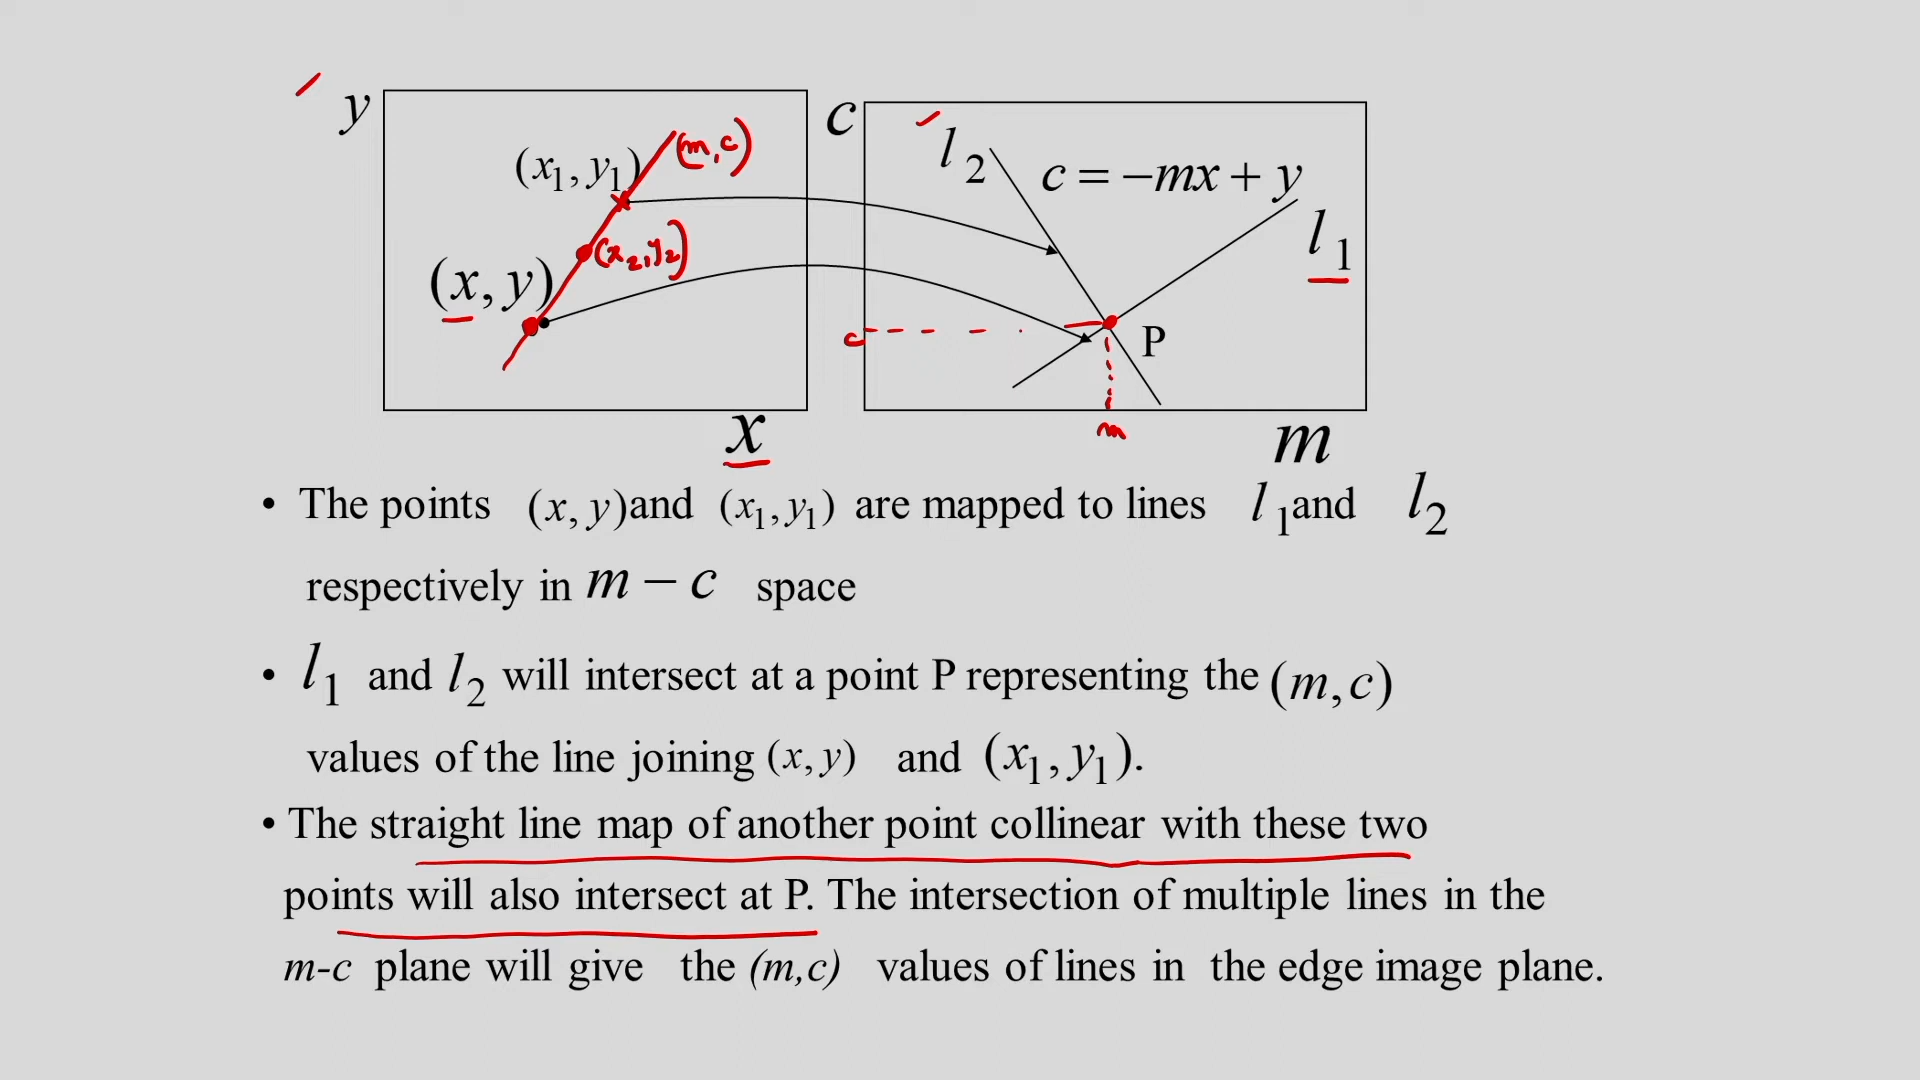 y
(x₁, y₁)
(m,c)
(x₂,y₂)
(x, y)
x
c
l₂
c = −mx + y
l₁
P
c
m
m
• The points (x, y) and (x₁, y₁) are mapped to lines l₁ and l₂
respectively in m − c space
• l₁ and l₂ will intersect at a point P representing the (m, c)
values of the line joining (x, y) and (x₁, y₁).
• The straight line map of another point collinear with these two
points will also intersect at P. The intersection of multiple lines in the
m-c plane will give the (m,c) values of lines in the edge image plane.